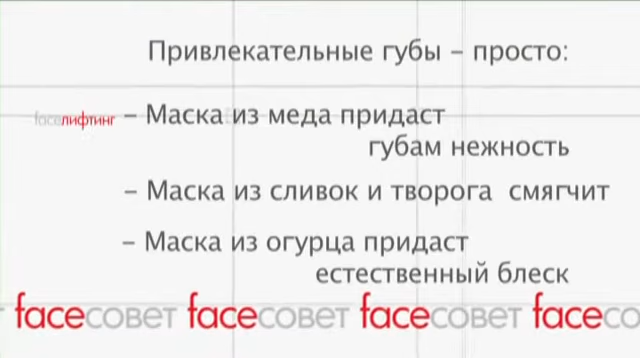 Привлекательные губы – просто:
faceлифтинг
– Маска из меда придаст
губам нежность
– Маска из сливок и творога смягчит
– Маска из огурца придаст
естественный блеск
faceсовет faceсовет faceсовет faceсо